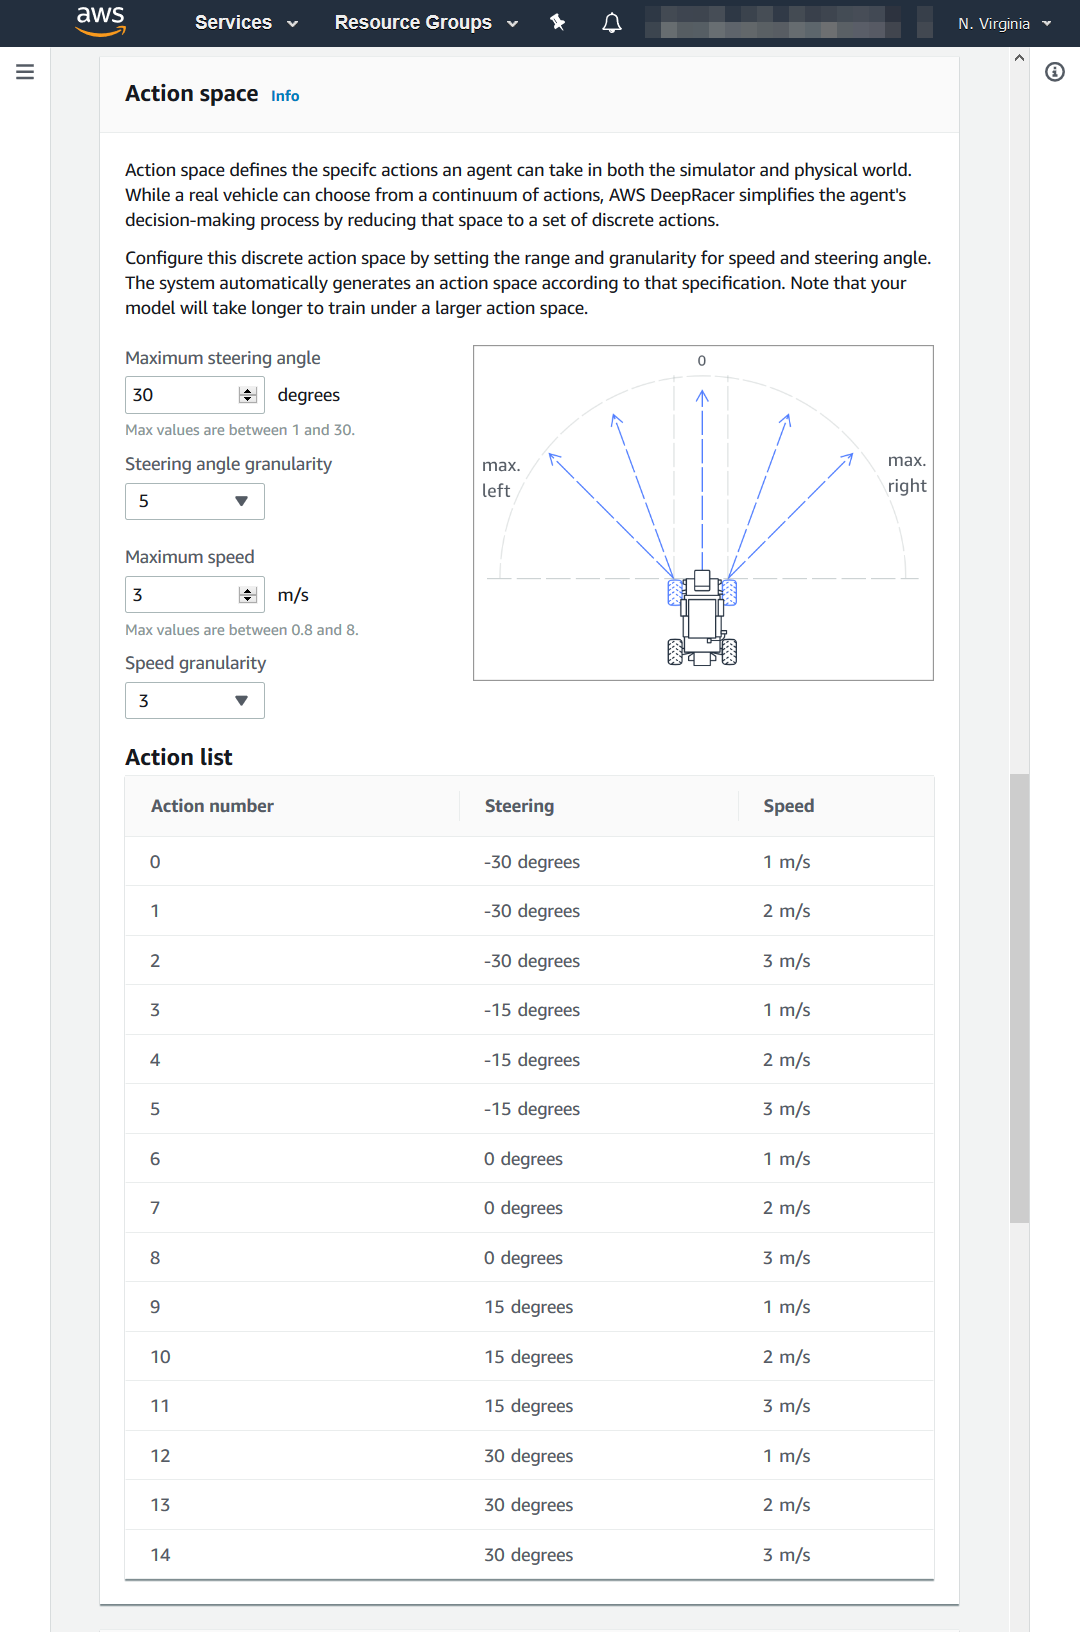 aws Services Resource Groups N. Virginia
Action space Info
Action space defines the specifc actions an agent can take in both the simulator and physical world.
While a real vehicle can choose from a continuum of actions, AWS DeepRacer simplifies the agent's
decision-making process by reducing that space to a set of discrete actions.
Configure this discrete action space by setting the range and granularity for speed and steering angle.
The system automatically generates an action space according to that specification. Note that your
model will take longer to train under a larger action space.
Maximum steering angle
30 degrees
Max values are between 1 and 30.
Steering angle granularity
5
Maximum speed
3 m/s
Max values are between 0.8 and 8.
Speed granularity
3
0
max.
left
max.
right
Action list
Action number Steering Speed
0 -30 degrees 1 m/s
1 -30 degrees 2 m/s
2 -30 degrees 3 m/s
3 -15 degrees 1 m/s
4 -15 degrees 2 m/s
5 -15 degrees 3 m/s
6 0 degrees 1 m/s
7 0 degrees 2 m/s
8 0 degrees 3 m/s
9 15 degrees 1 m/s
10 15 degrees 2 m/s
11 15 degrees 3 m/s
12 30 degrees 1 m/s
13 30 degrees 2 m/s
14 30 degrees 3 m/s